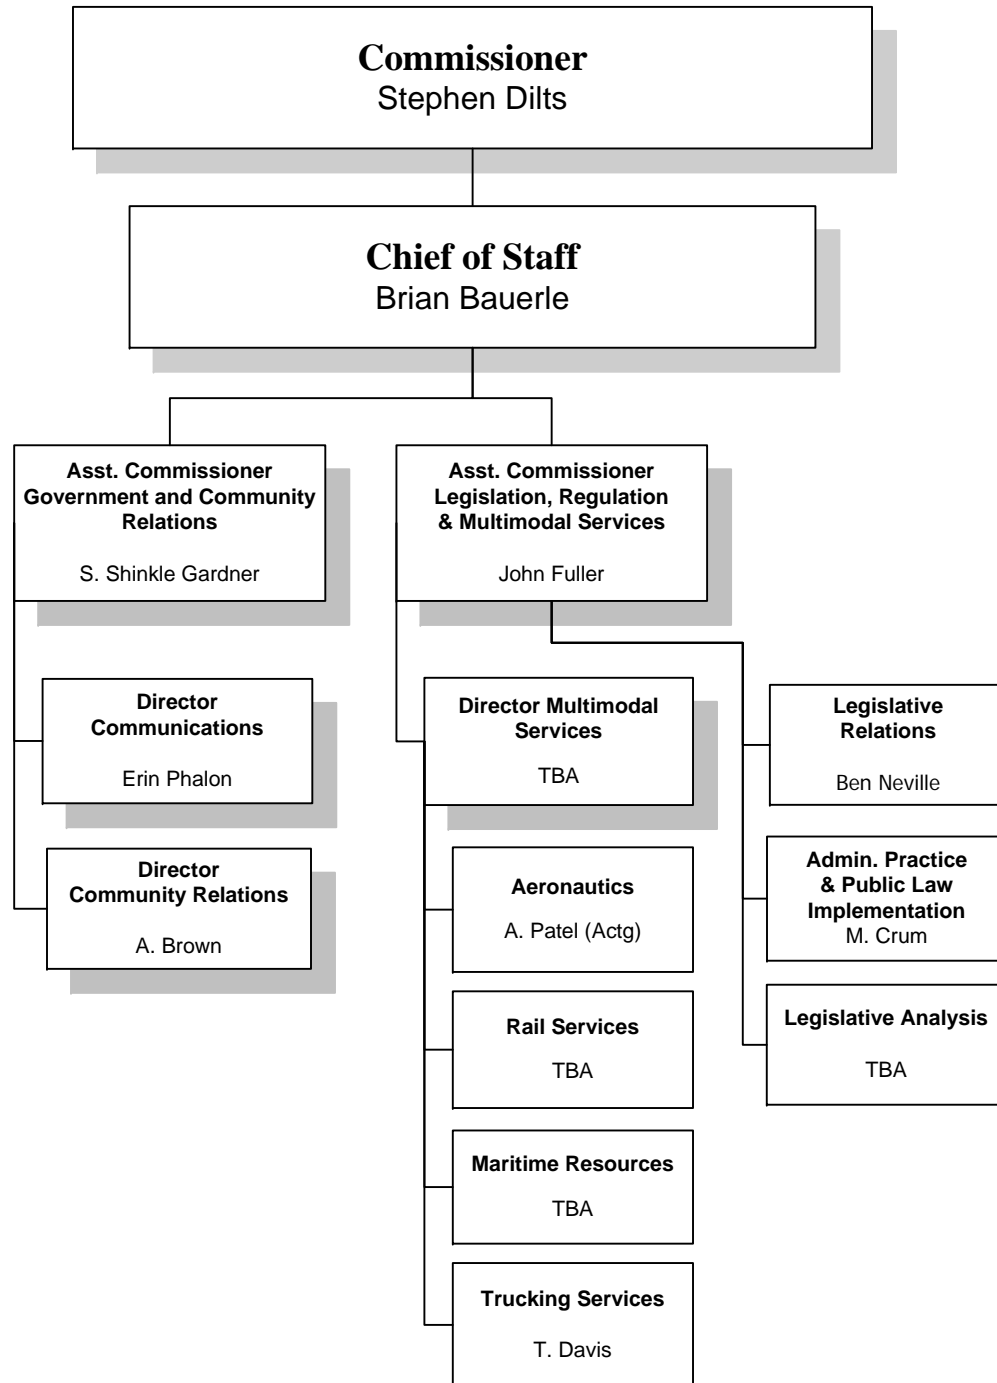 Commissioner
Stephen Dilts
Chief of Staff
Brian Bauerle
Asst. Commissioner
Government and Community
Relations
S. Shinkle Gardner
Asst. Commissioner
Legislation, Regulation
& Multimodal Services
John Fuller
Director
Communications
Erin Phalon
Director
Community Relations
A. Brown
Director Multimodal
Services
TBA
Aeronautics
A. Patel (Actg)
Rail Services
TBA
Maritime Resources
TBA
Trucking Services
T. Davis
Legislative
Relations
Ben Neville
Admin. Practice
& Public Law
Implementation
M. Crum
Legislative Analysis
TBA